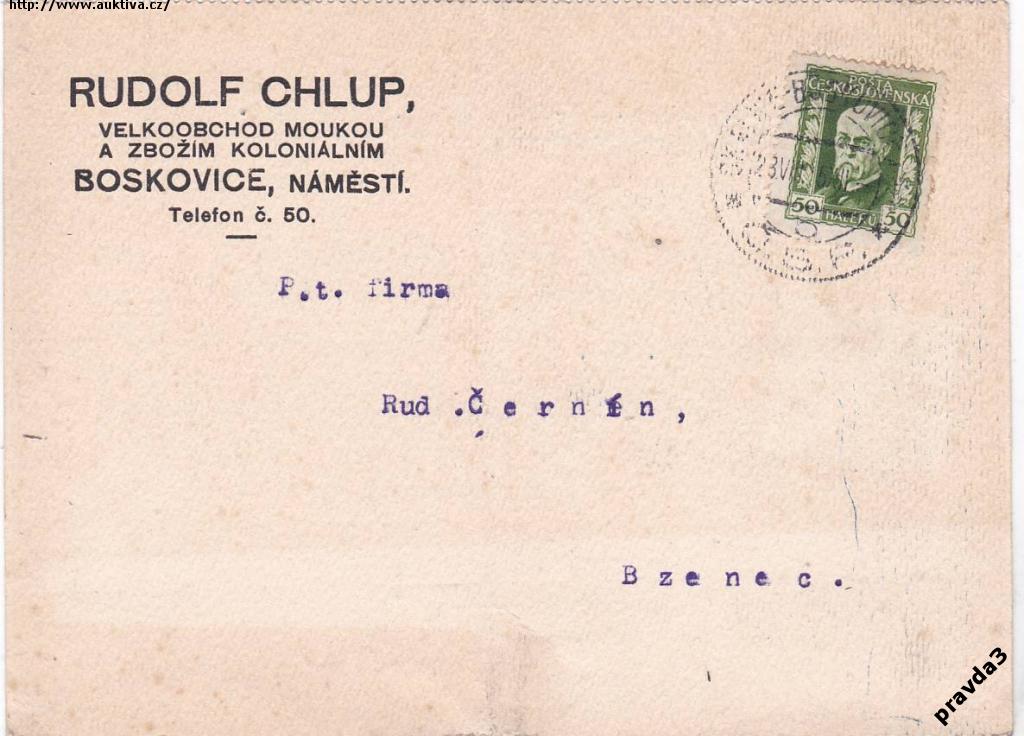 http://www.auktiva.cz/
RUDOLF CHLUP,
VELKOOBCHOD MOUKOU
A ZBOŽÍM KOLONIÁLNÍM
BOSKOVICE, NÁMĚSTÍ.
Telefon č. 50.
POŠTA
ČESKOSLOVENSKÁ
50 HALÉŘŮ 50
Č.S.P.
P.t. firma
Rud .Černín,
Bzenec.
pravda3